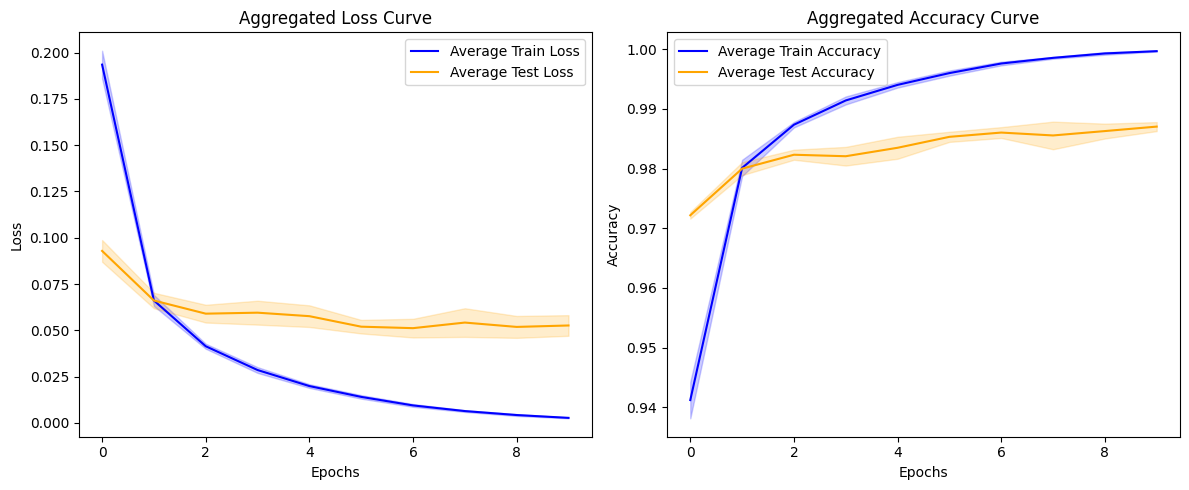 Aggregated Loss Curve
Average Train Loss
Average Test Loss
Loss
0.200
0.175
0.150
0.125
0.100
0.075
0.050
0.025
0.000
0 2 4 6 8
Epochs
Aggregated Accuracy Curve
Average Train Accuracy
Average Test Accuracy
Accuracy
1.00
0.99
0.98
0.97
0.96
0.95
0.94
0 2 4 6 8
Epochs